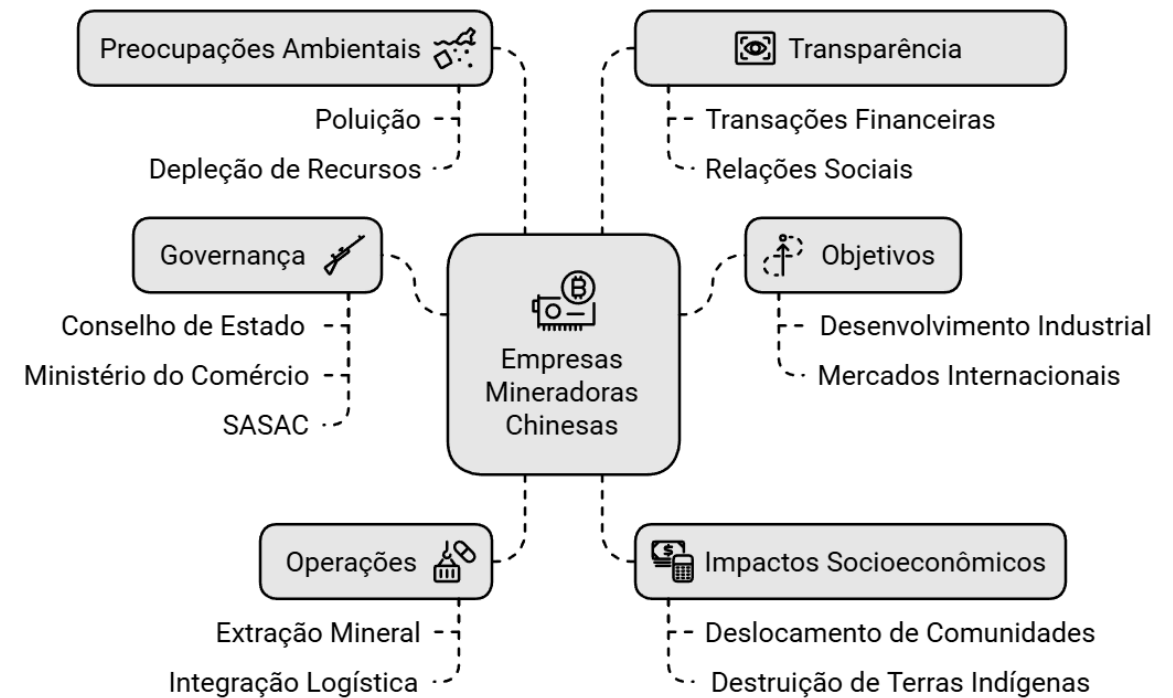 Preocupações Ambientais
Poluição
Depleção de Recursos
Transparência
Transações Financeiras
Relações Sociais
Governança
Conselho de Estado
Ministério do Comércio
SASAC
Empresas
Mineradoras
Chinesas
Objetivos
Desenvolvimento Industrial
Mercados Internacionais
Operações
Extração Mineral
Integração Logística
Impactos Socioeconômicos
Deslocamento de Comunidades
Destruição de Terras Indígenas